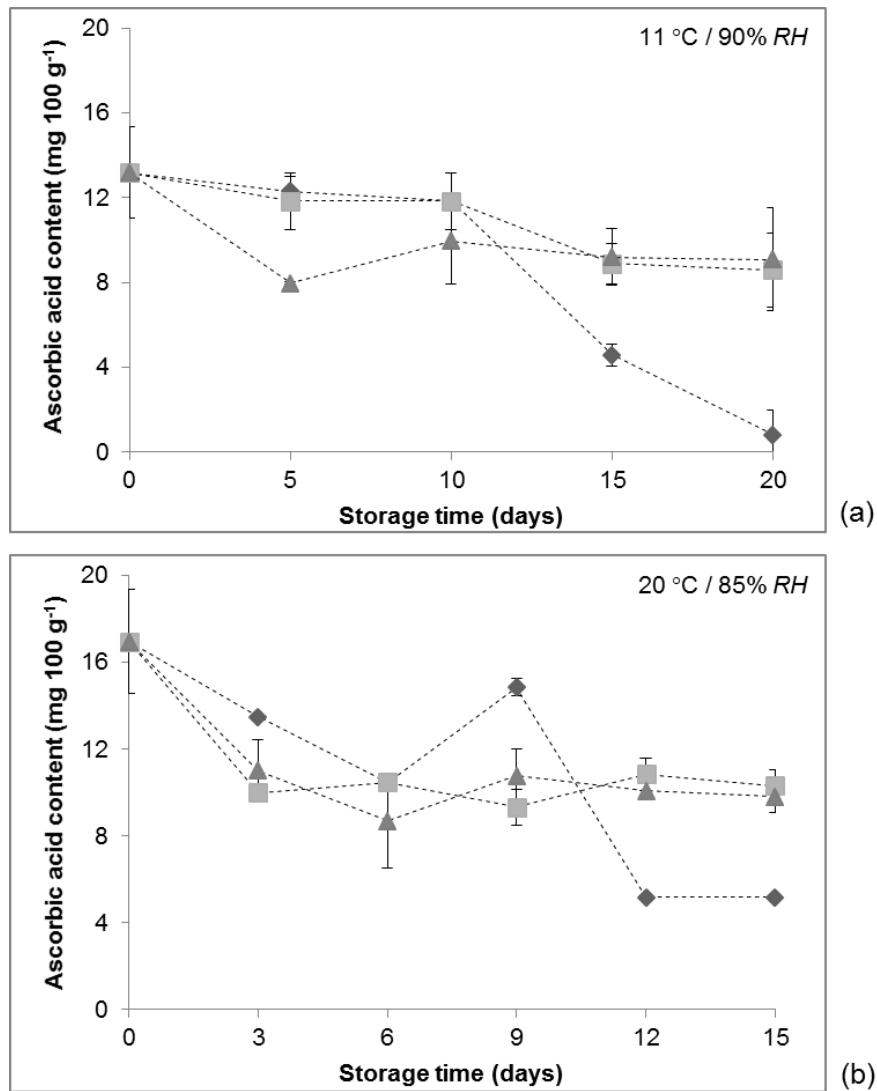 20
11 °C / 90% RH
16
12
8
4
0
Ascorbic acid content (mg 100 g-1)
0 5 10 15 20
Storage time (days)
(a)
20
20 °C / 85% RH
16
12
8
4
0
Ascorbic acid content (mg 100 g-1)
0 3 6 9 12 15
Storage time (days)
(b)